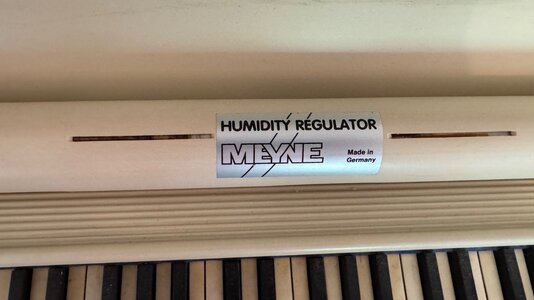 HUMIDITY REGULATOR
MEYNE
Made in
Germany